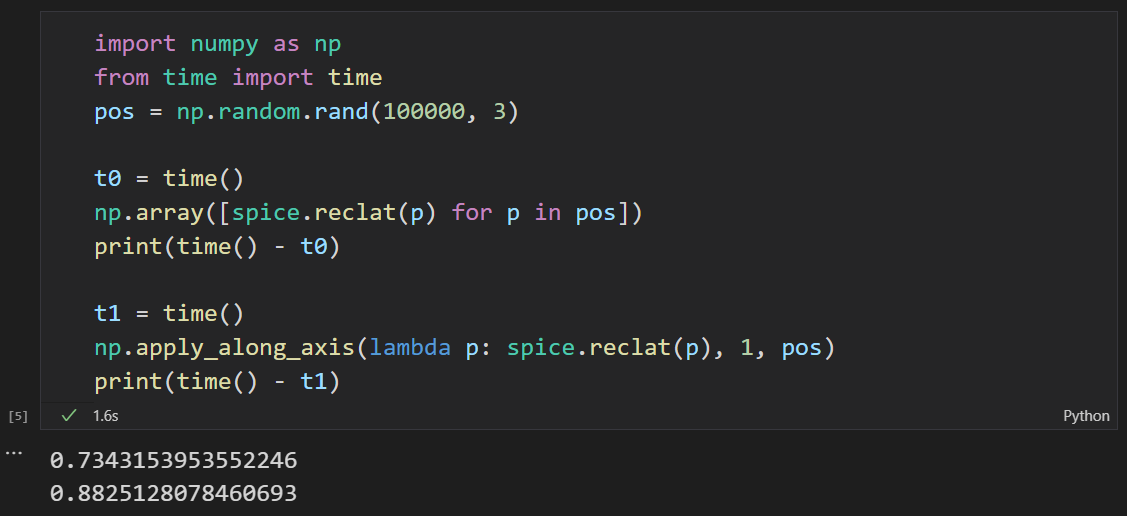 import numpy as np
from time import time
pos = np.random.rand(100000, 3)
t0 = time()
np.array([spice.reclat(p) for p in pos])
print(time() - t0)
t1 = time()
np.apply_along_axis(lambda p: spice.reclat(p), 1, pos)
print(time() - t1)
[5] 1.6s Python
...
0.7343153953552246
0.8825128078460693